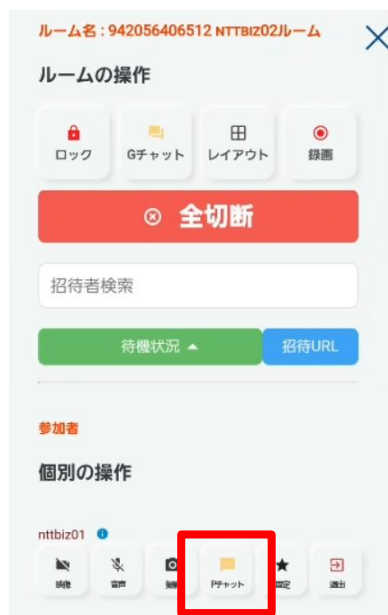 ルーム名 : 942056406512 NTTBIZ02ルーム
ルームの操作
ロック Gチャット レイアウト 録画
全切断
招待者検索
待機状況 招待URL
参加者
個別の操作
nttbiz01
映像 音声 Pチャット 退出